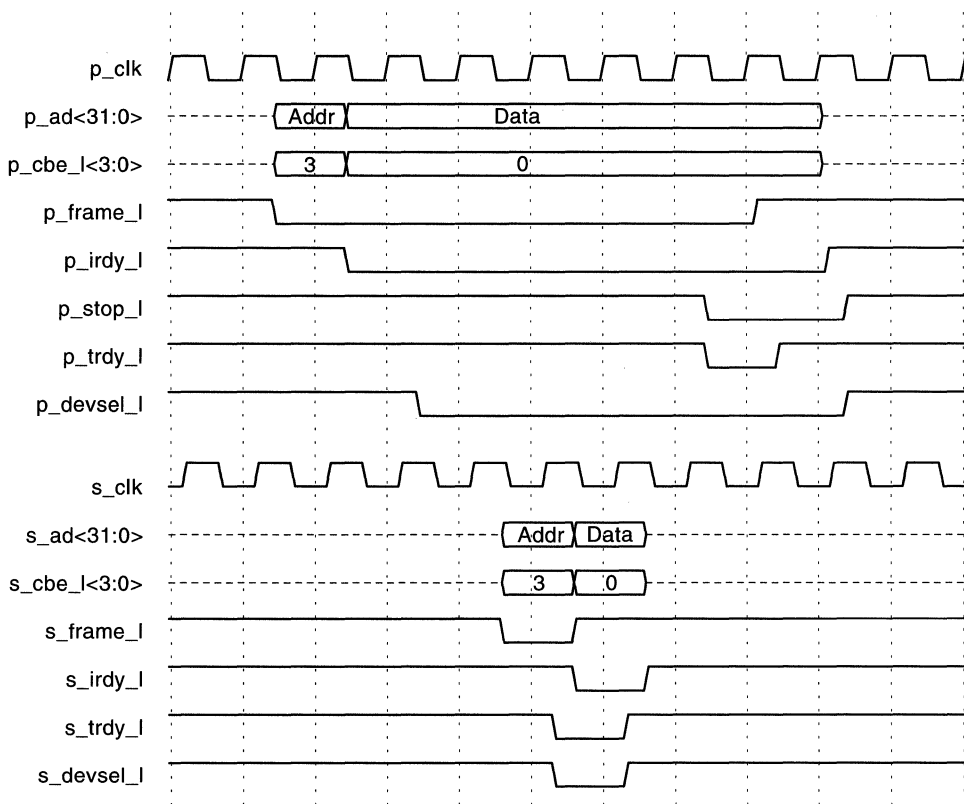 p_clk
p_ad<31:0> Addr Data
p_cbe_l<3:0> 3 0
p_frame_l
p_irdy_l
p_stop_l
p_trdy_l
p_devsel_l
s_clk
s_ad<31:0> Addr Data
s_cbe_l<3:0> 3 0
s_frame_l
s_irdy_l
s_trdy_l
s_devsel_l